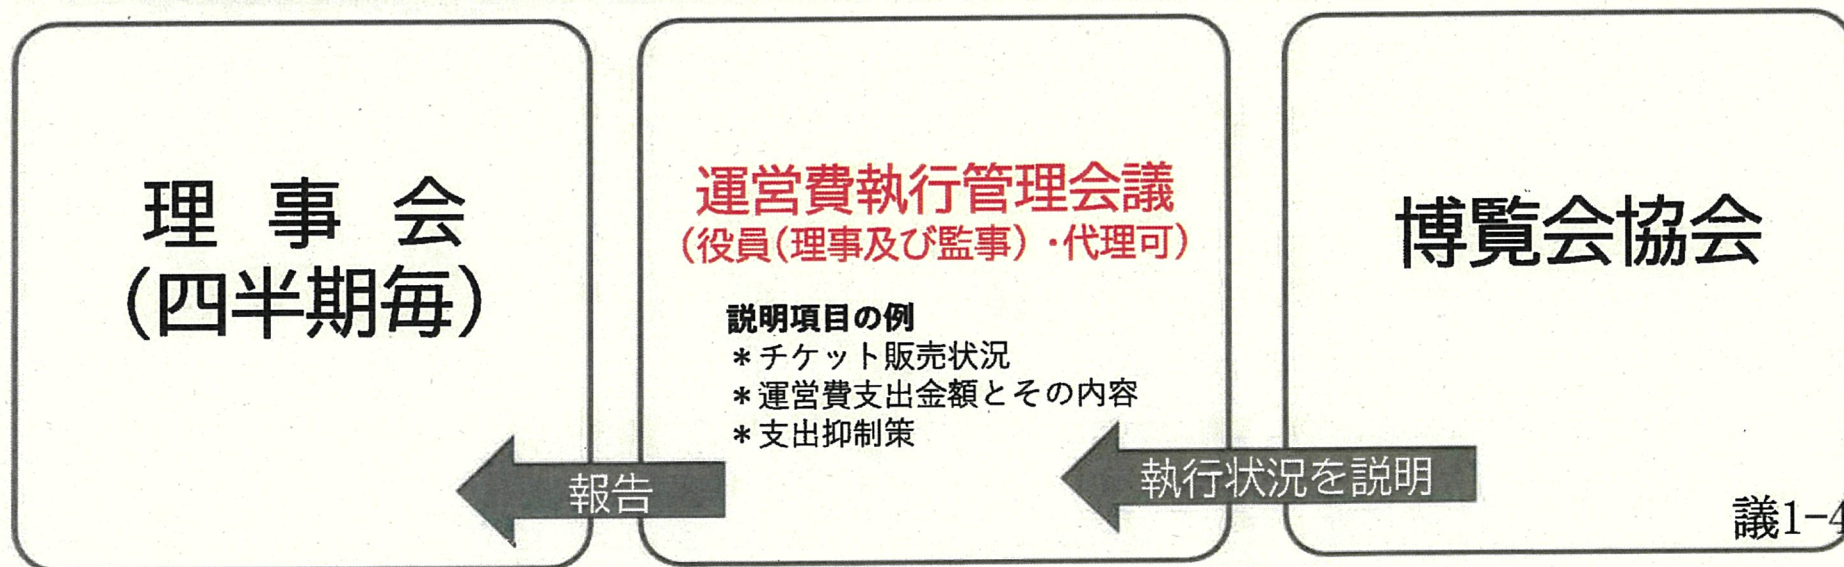 理事会
（四半期毎）
運営費執行管理会議
（役員（理事及び監事）・代理可）
説明項目の例
＊チケット販売状況
＊運営費支出金額とその内容
＊支出抑制策
報告
博覧会協会
執行状況を説明
議1-4